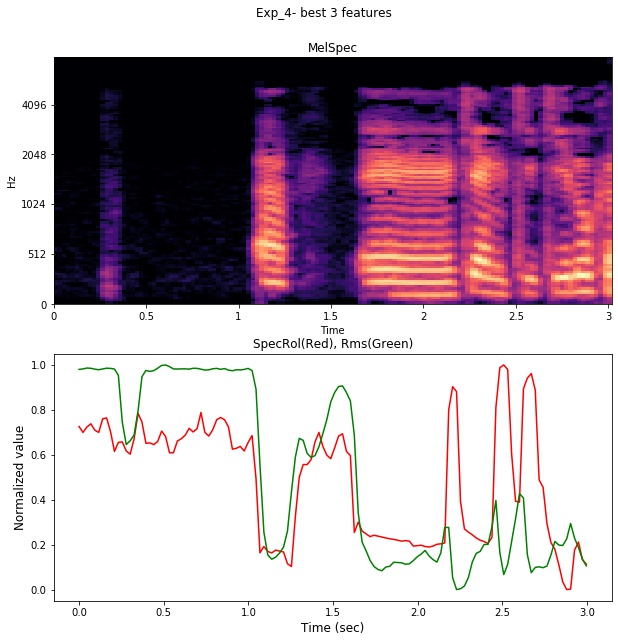 Exp_4- best 3 features
MelSpec
4096
2048
1024
512
0
Hz
0 0.5 1 1.5 2 2.5 3
Time
SpecRol(Red), Rms(Green)
1.0
0.8
0.6
0.4
0.2
0.0
Normalized value
0.0 0.5 1.0 1.5 2.0 2.5 3.0
Time (sec)